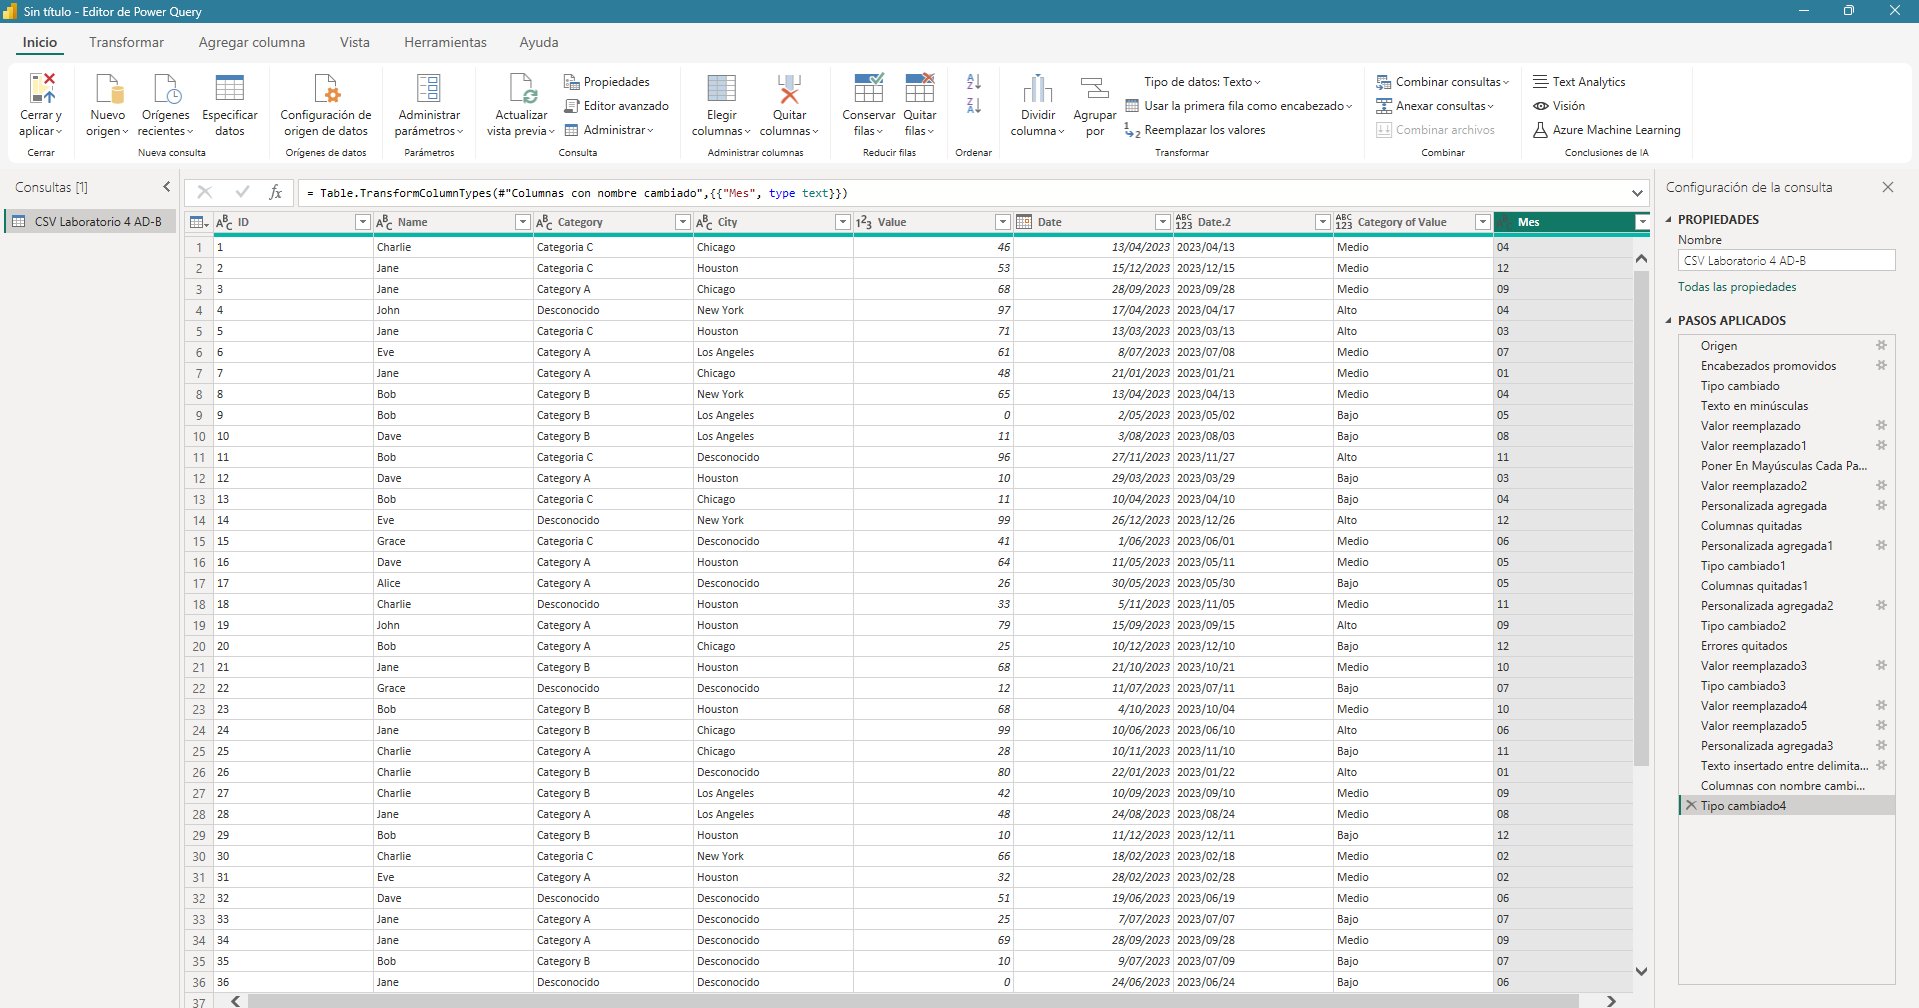 Sin título - Editor de Power Query
Inicio Transformar Agregar columna Vista Herramientas Ayuda
Cerrar y aplicar
Cerrar
Nuevo origen
Orígenes recientes
Especificar datos
Nueva consulta
Configuración de origen de datos
Orígenes de datos
Administrar parámetros
Parámetros
Actualizar vista previa
Propiedades
Editor avanzado
Administrar
Consulta
Elegir columnas
Quitar columnas
Administrar columnas
Conservar filas
Quitar filas
Reducir filas
Ordenar
Dividir columna
Agrupar por
Tipo de datos: Texto
Usar la primera fila como encabezado
Reemplazar los valores
Transformar
Combinar consultas
Anexar consultas
Combinar archivos
Combinar
Text Analytics
Visión
Azure Machine Learning
Conclusiones de IA
Consultas [1]
CSV Laboratorio 4 AD-B
fx = Table.TransformColumnTypes(#"Columnas con nombre cambiado",{{"Mes", type text}})
ID Name Category City Value Date Date.2 Category of Value Mes
1 1 Charlie Categoria C Chicago 46 13/04/2023 2023/04/13 Medio 04
2 2 Jane Categoria C Houston 53 15/12/2023 2023/12/15 Medio 12
3 3 Jane Category A Chicago 68 28/09/2023 2023/09/28 Medio 09
4 4 John Desconocido New York 97 17/04/2023 2023/04/17 Alto 04
5 5 Jane Categoria C Houston 71 13/03/2023 2023/03/13 Alto 03
6 6 Eve Category A Los Angeles 61 8/07/2023 2023/07/08 Medio 07
7 7 Jane Category A Chicago 48 21/01/2023 2023/01/21 Medio 01
8 8 Bob Category B New York 65 13/04/2023 2023/04/13 Medio 04
9 9 Bob Category B Los Angeles 0 2/05/2023 2023/05/02 Bajo 05
10 10 Dave Category B Los Angeles 11 3/08/2023 2023/08/03 Bajo 08
11 11 Bob Categoria C Desconocido 96 27/11/2023 2023/11/27 Alto 11
12 12 Dave Category A Houston 10 29/03/2023 2023/03/29 Bajo 03
13 13 Bob Categoria C Chicago 11 10/04/2023 2023/04/10 Bajo 04
14 14 Eve Desconocido New York 99 26/12/2023 2023/12/26 Alto 12
15 15 Grace Categoria C Desconocido 41 1/06/2023 2023/06/01 Medio 06
16 16 Dave Category A Houston 64 11/05/2023 2023/05/11 Medio 05
17 17 Alice Category A Desconocido 26 30/05/2023 2023/05/30 Bajo 05
18 18 Charlie Desconocido Houston 33 5/11/2023 2023/11/05 Medio 11
19 19 John Category A Houston 79 15/09/2023 2023/09/15 Alto 09
20 20 Bob Category A Chicago 25 10/12/2023 2023/12/10 Bajo 12
21 21 Jane Category B Houston 68 21/10/2023 2023/10/21 Medio 10
22 22 Grace Desconocido Desconocido 12 11/07/2023 2023/07/11 Bajo 07
23 23 Bob Category B Houston 68 4/10/2023 2023/10/04 Medio 10
24 24 Jane Category B Chicago 99 10/06/2023 2023/06/10 Alto 06
25 25 Charlie Category A Chicago 28 10/11/2023 2023/11/10 Bajo 11
26 26 Charlie Category B Desconocido 80 22/01/2023 2023/01/22 Alto 01
27 27 Charlie Category B Los Angeles 42 10/09/2023 2023/09/10 Medio 09
28 28 Jane Category A Los Angeles 48 24/08/2023 2023/08/24 Medio 08
29 29 Bob Category B Houston 10 11/12/2023 2023/12/11 Bajo 12
30 30 Charlie Categoria C New York 66 18/02/2023 2023/02/18 Medio 02
31 31 Eve Category A Houston 32 28/02/2023 2023/02/28 Medio 02
32 32 Dave Desconocido Desconocido 51 19/06/2023 2023/06/19 Medio 06
33 33 Jane Category A Desconocido 25 7/07/2023 2023/07/07 Bajo 07
34 34 Jane Category A Desconocido 69 28/09/2023 2023/09/28 Medio 09
35 35 Bob Category B Desconocido 10 9/07/2023 2023/07/09 Bajo 07
36 36 Jane Desconocido Desconocido 0 24/06/2023 2023/06/24 Bajo 06
37
Configuración de la consulta
PROPIEDADES
Nombre
CSV Laboratorio 4 AD-B
Todas las propiedades
PASOS APLICADOS
Origen
Encabezados promovidos
Tipo cambiado
Texto en minúsculas
Valor reemplazado
Valor reemplazado1
Poner En Mayúsculas Cada Pa...
Valor reemplazado2
Personalizada agregada
Columnas quitadas
Personalizada agregada1
Tipo cambiado1
Columnas quitadas1
Personalizada agregada2
Tipo cambiado2
Errores quitados
Valor reemplazado3
Tipo cambiado3
Valor reemplazado4
Valor reemplazado5
Personalizada agregada3
Texto insertado entre delimita...
Columnas con nombre cambi...
Tipo cambiado4